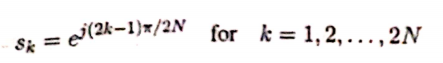 s_k = e^{j(2k-1)π/2N} for k = 1, 2, ..., 2N